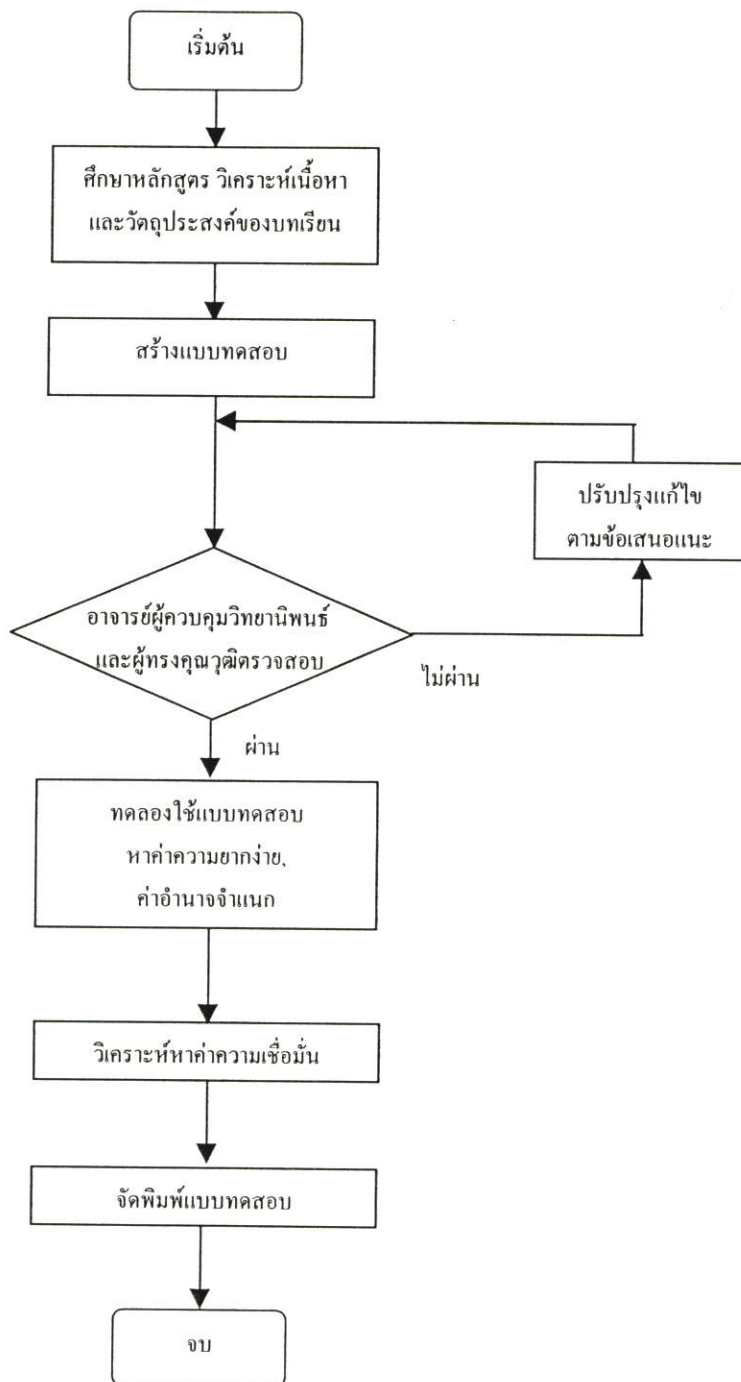 เริ่มต้น
ศึกษาหลักสูตร วิเคราะห์เนื้อหา
และวัตถุประสงค์ของบทเรียน
สร้างแบบทดสอบ
ปรับปรุงแก้ไข
ตามข้อเสนอแนะ
อาจารย์ผู้ควบคุมวิทยานิพนธ์
และผู้ทรงคุณวุฒิตรวจสอบ
ไม่ผ่าน
ผ่าน
ทดลองใช้แบบทดสอบ
หาค่าความยากง่าย,
ค่าอำนาจจำแนก
วิเคราะห์หาค่าความเชื่อมั่น
จัดพิมพ์แบบทดสอบ
จบ